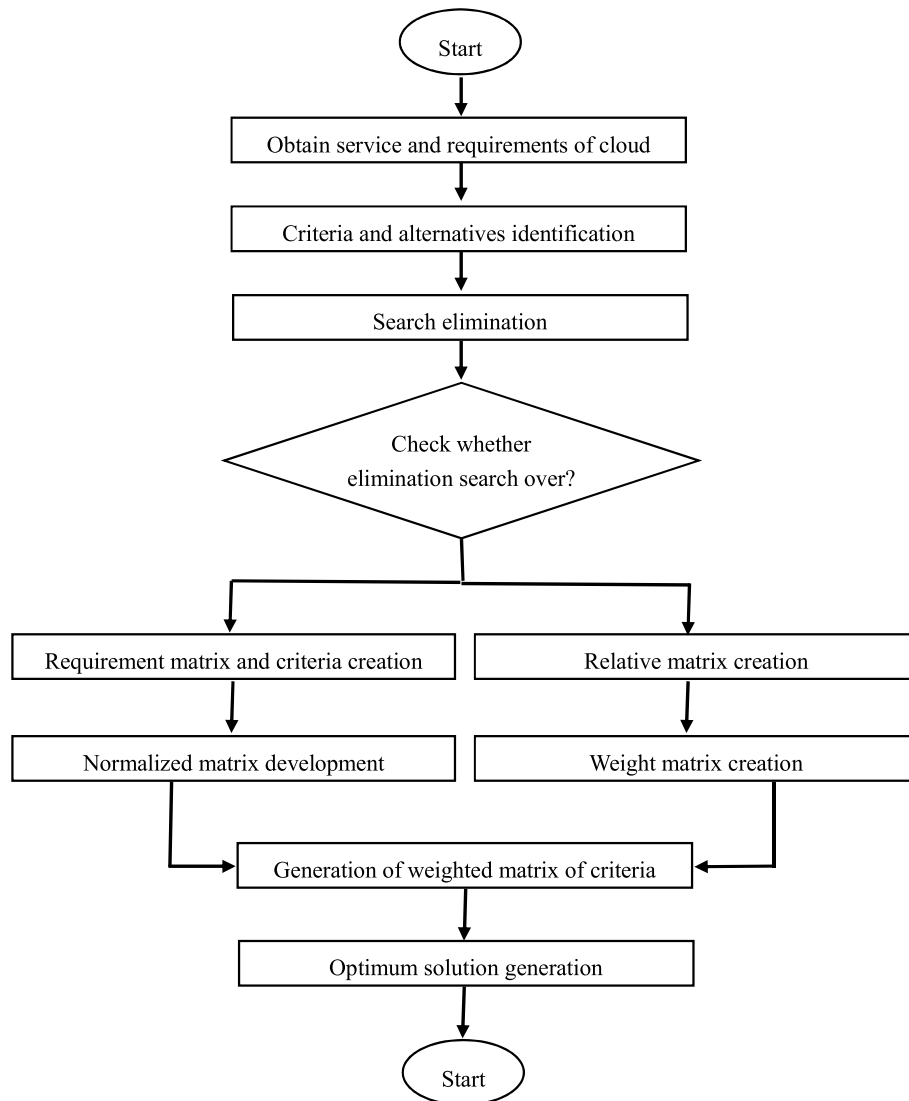 Start
Obtain service and requirements of cloud
Criteria and alternatives identification
Search elimination
Check whether
elimination search over?
Requirement matrix and criteria creation
Relative matrix creation
Normalized matrix development
Weight matrix creation
Generation of weighted matrix of criteria
Optimum solution generation
Start